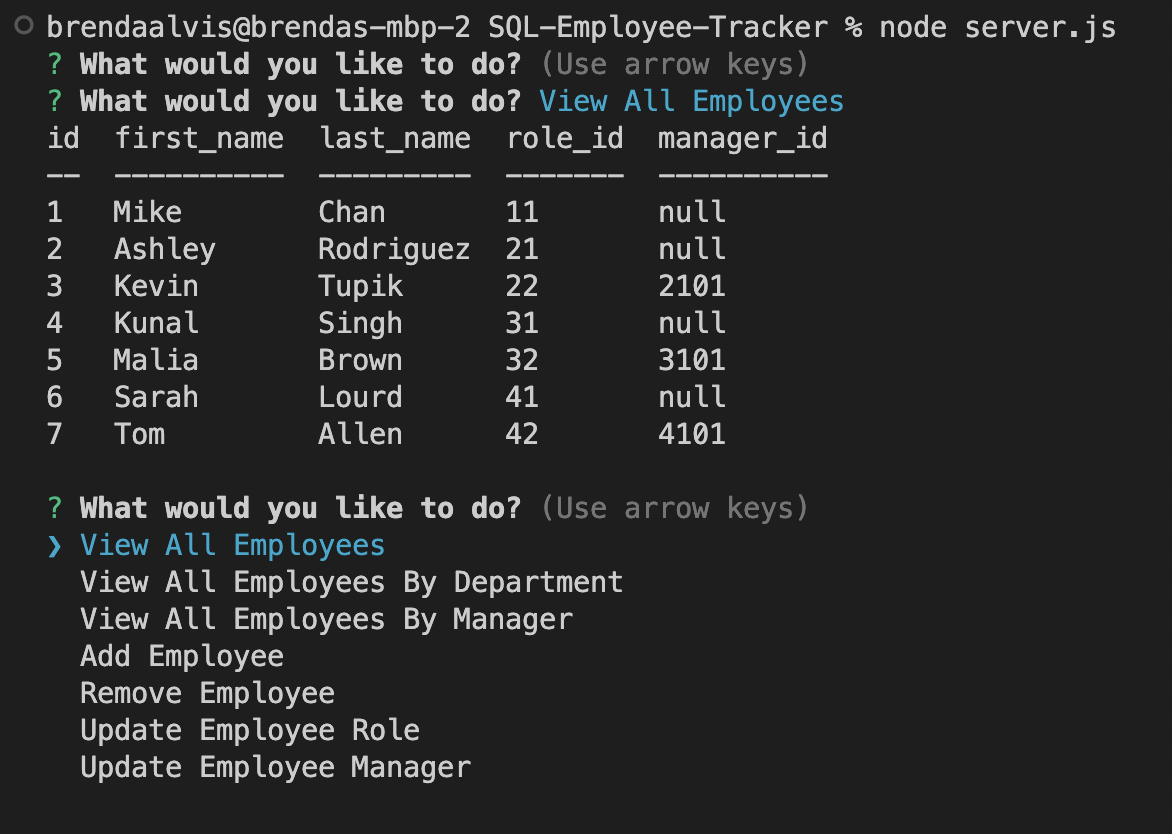 brendaalvis@brendas-mbp-2 SQL-Employee-Tracker % node server.js
? What would you like to do? (Use arrow keys)
? What would you like to do? View All Employees
id  first_name  last_name  role_id  manager_id
--  ----------  ---------  -------  ----------
1   Mike        Chan       11       null
2   Ashley      Rodriguez  21       null
3   Kevin       Tupik      22       2101
4   Kunal       Singh      31       null
5   Malia       Brown      32       3101
6   Sarah       Lourd      41       null
7   Tom         Allen      42       4101
? What would you like to do? (Use arrow keys)
❯ View All Employees
  View All Employees By Department
  View All Employees By Manager
  Add Employee
  Remove Employee
  Update Employee Role
  Update Employee Manager